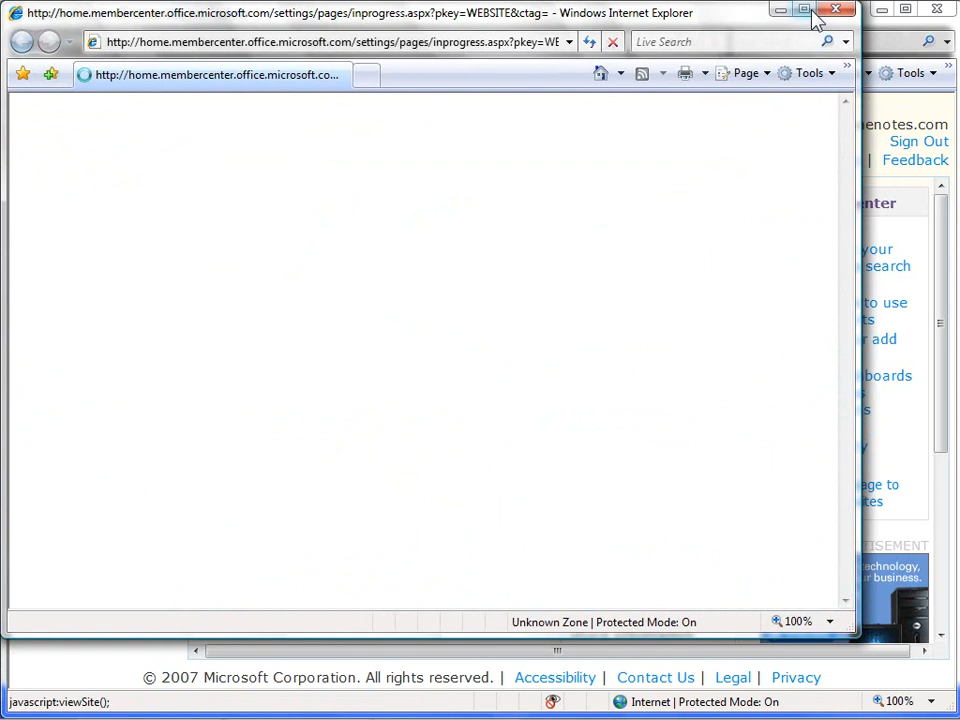 http://home.membercenter.office.microsoft.com/settings/pages/inprogress.aspx?pkey=WEBSITE&ctag= - Windows Internet Explorer
http://home.membercenter.office.microsoft.com/settings/pages/inprogress.aspx?pkey=WE
Live Search
http://home.membercenter.office.microsoft.co...
Page
Tools
Tools
enotes.com
Sign Out
| Feedback
enter
your
search
to use
ts
r add
boards
s
y
age to
ites
ISEMENT
echnology,
ur business.
Unknown Zone | Protected Mode: On
100%
© 2007 Microsoft Corporation. All rights reserved. | Accessibility | Contact Us | Legal | Privacy
javascript:viewSite();
Internet | Protected Mode: On
100%